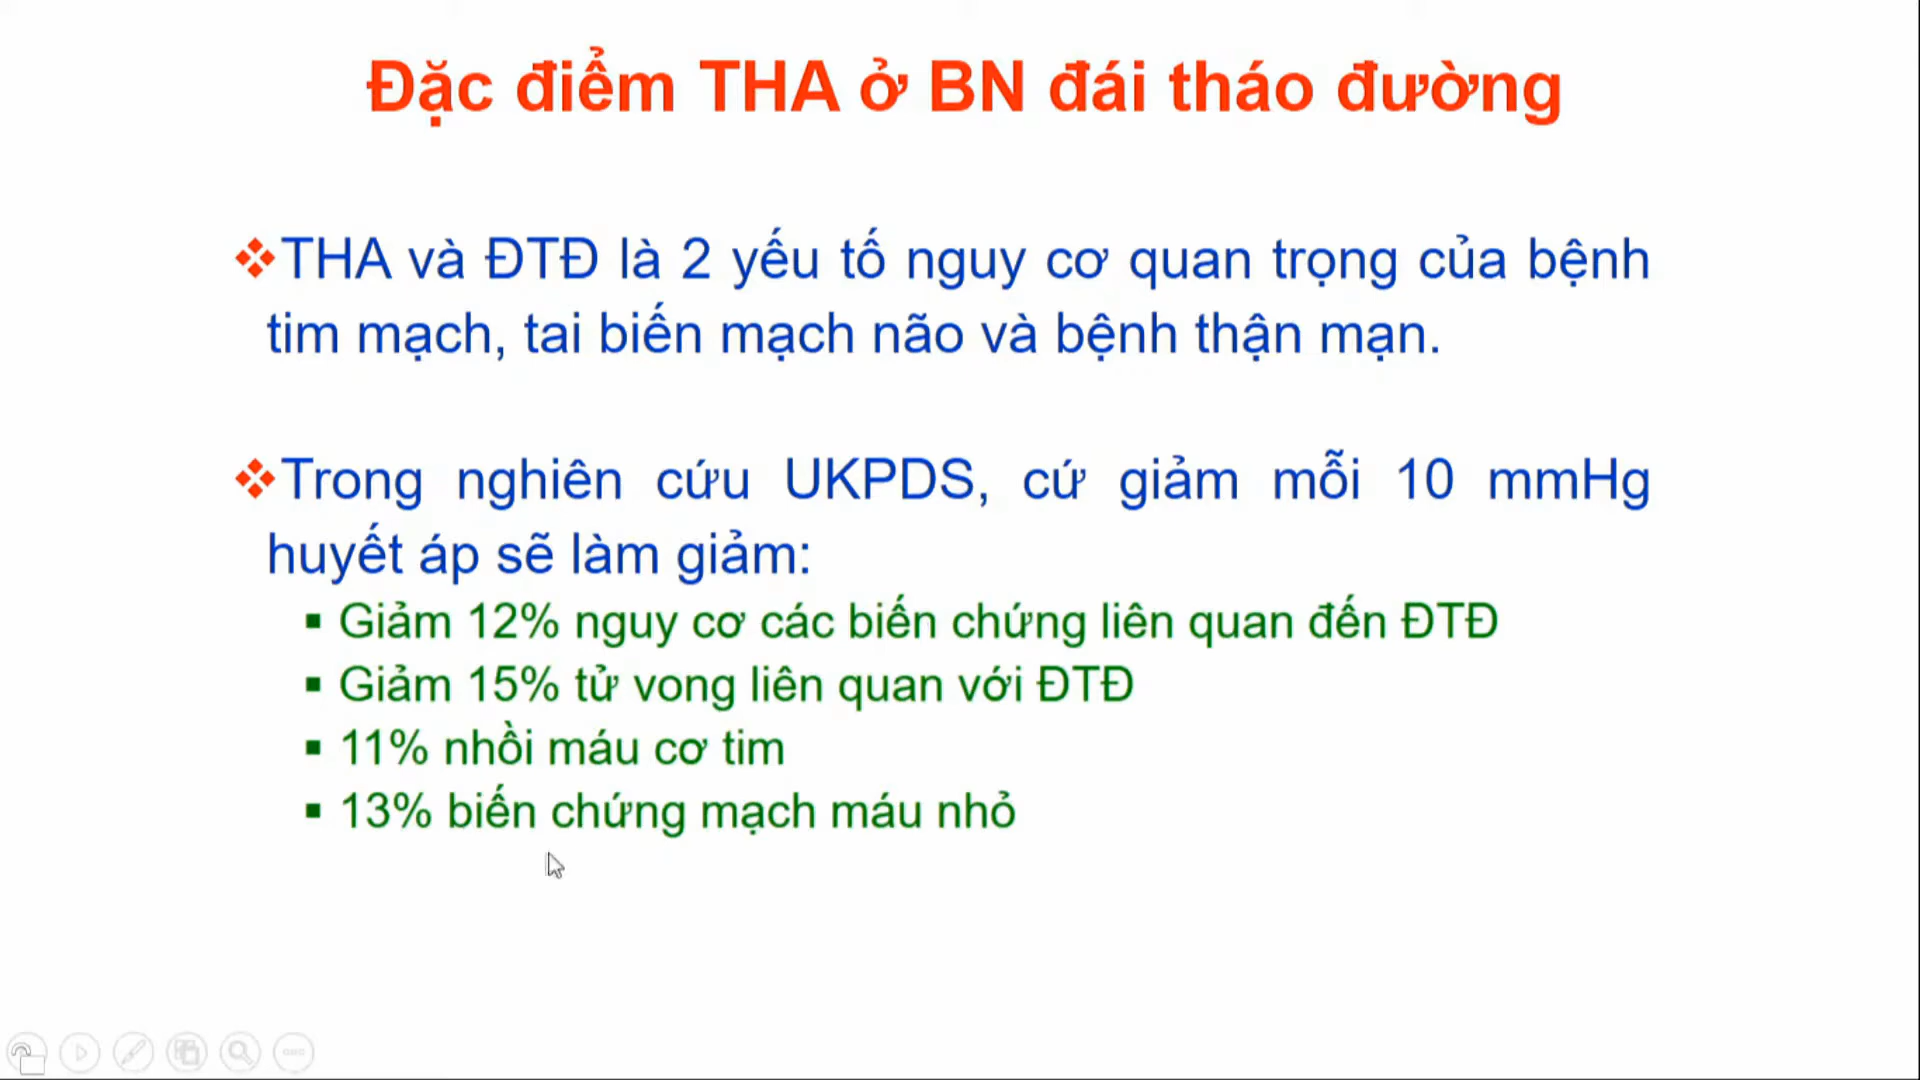 Đặc điểm THA ở BN đái tháo đường
❖THA và ĐTĐ là 2 yếu tố nguy cơ quan trọng của bệnh
tim mạch, tai biến mạch não và bệnh thận mạn.
❖Trong nghiên cứu UKPDS, cứ giảm mỗi 10 mmHg
huyết áp sẽ làm giảm:
▪ Giảm 12% nguy cơ các biến chứng liên quan đến ĐTĐ
▪ Giảm 15% tử vong liên quan với ĐTĐ
▪ 11% nhồi máu cơ tim
▪ 13% biến chứng mạch máu nhỏ